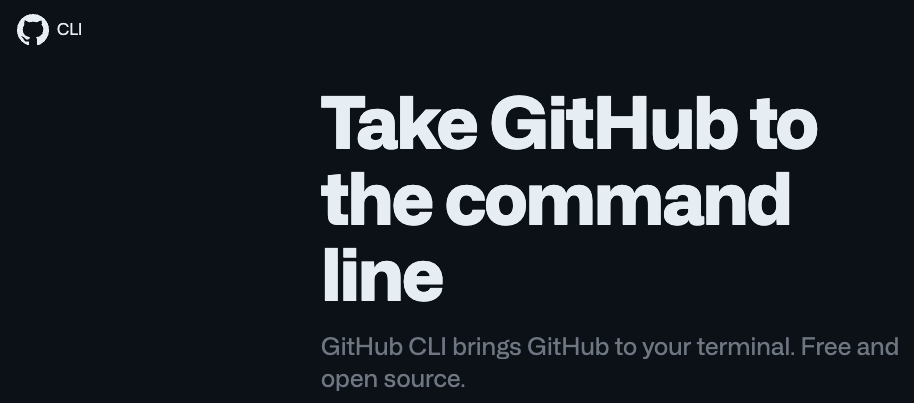 CLI
Take GitHub to
the command
line
GitHub CLI brings GitHub to your terminal. Free and
open source.